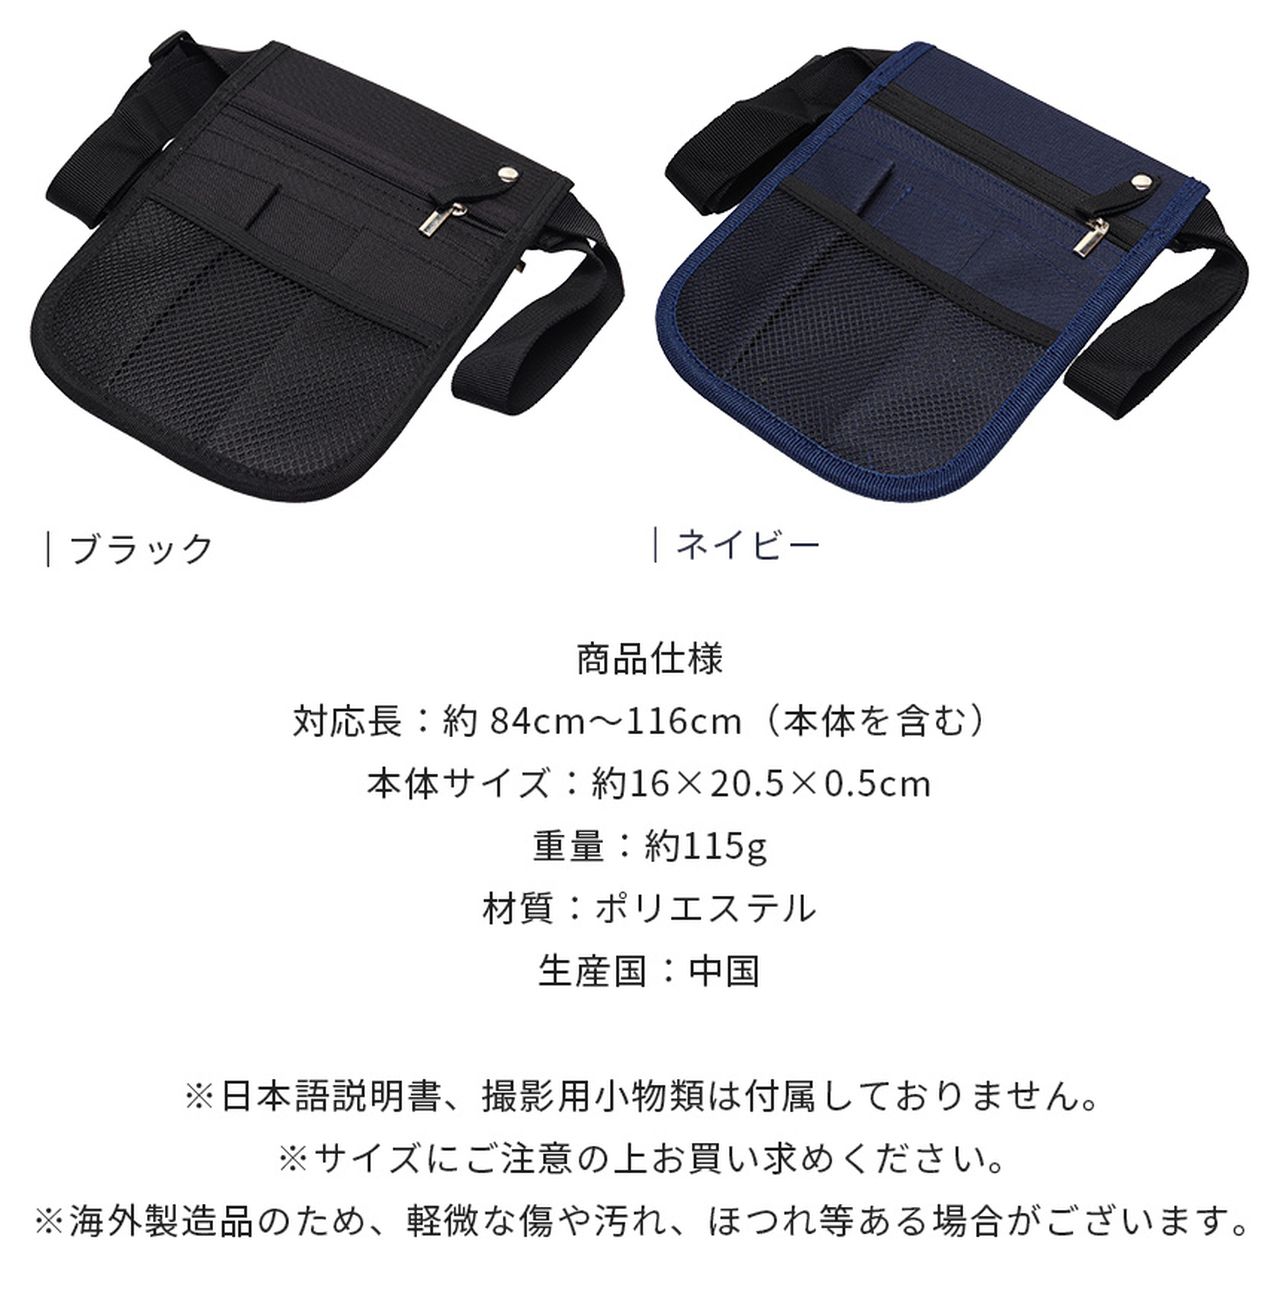 ｜ブラック
｜ネイビー
商品仕様
対応長：約 84cm～116cm（本体を含む）
本体サイズ：約16×20.5×0.5cm
重量：約115g
材質：ポリエステル
生産国：中国
※日本語説明書、撮影用小物類は付属しておりません。
※サイズにご注意の上お買い求めください。
※海外製造品のため、軽微な傷や汚れ、ほつれ等ある場合がございます。